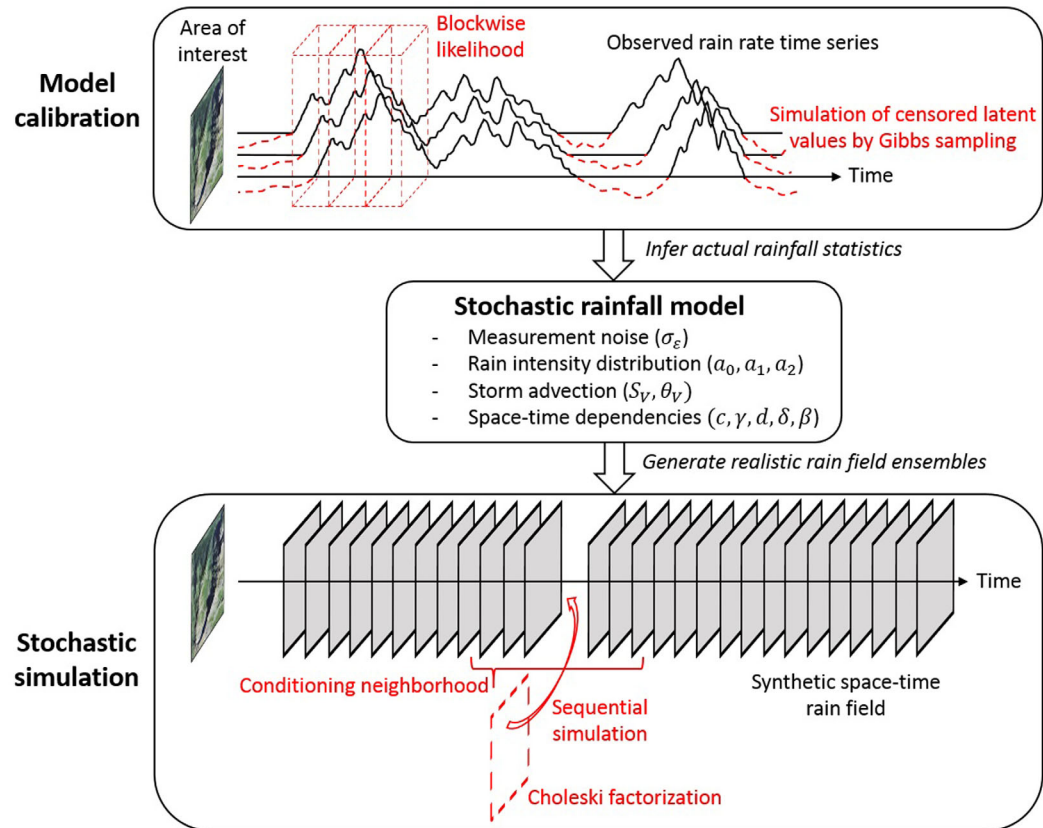 Model
calibration
Area of
interest
Blockwise
likelihood
Observed rain rate time series
Simulation of censored latent
values by Gibbs sampling
Time
Infer actual rainfall statistics
Stochastic rainfall model
- Measurement noise (σ_ε)
- Rain intensity distribution (a₀, a₁, a₂)
- Storm advection (S_V, θ_V)
- Space-time dependencies (c, γ, d, δ, β)
Generate realistic rain field ensembles
Stochastic
simulation
Time
Conditioning neighborhood
Sequential
simulation
Synthetic space-time
rain field
Choleski factorization